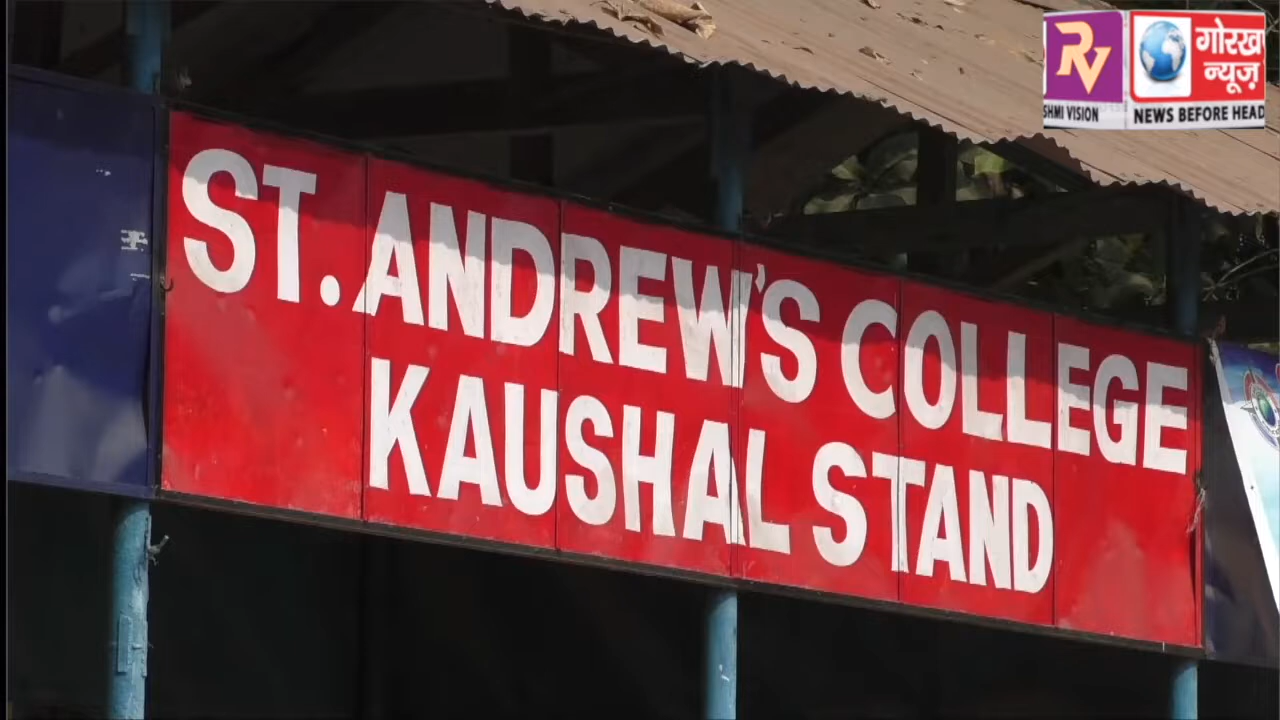 RV
SHMI VISION
गोरख
न्यूज़
NEWS BEFORE HEAD
ST. ANDREW'S COLLEGE
KAUSHAL STAND